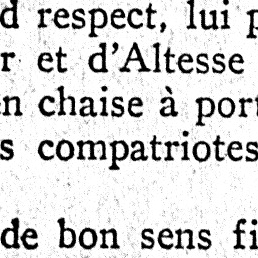 d respect, lui p
r et d'Altesse
n chaise à port
s compatriotes
de bon sens fi